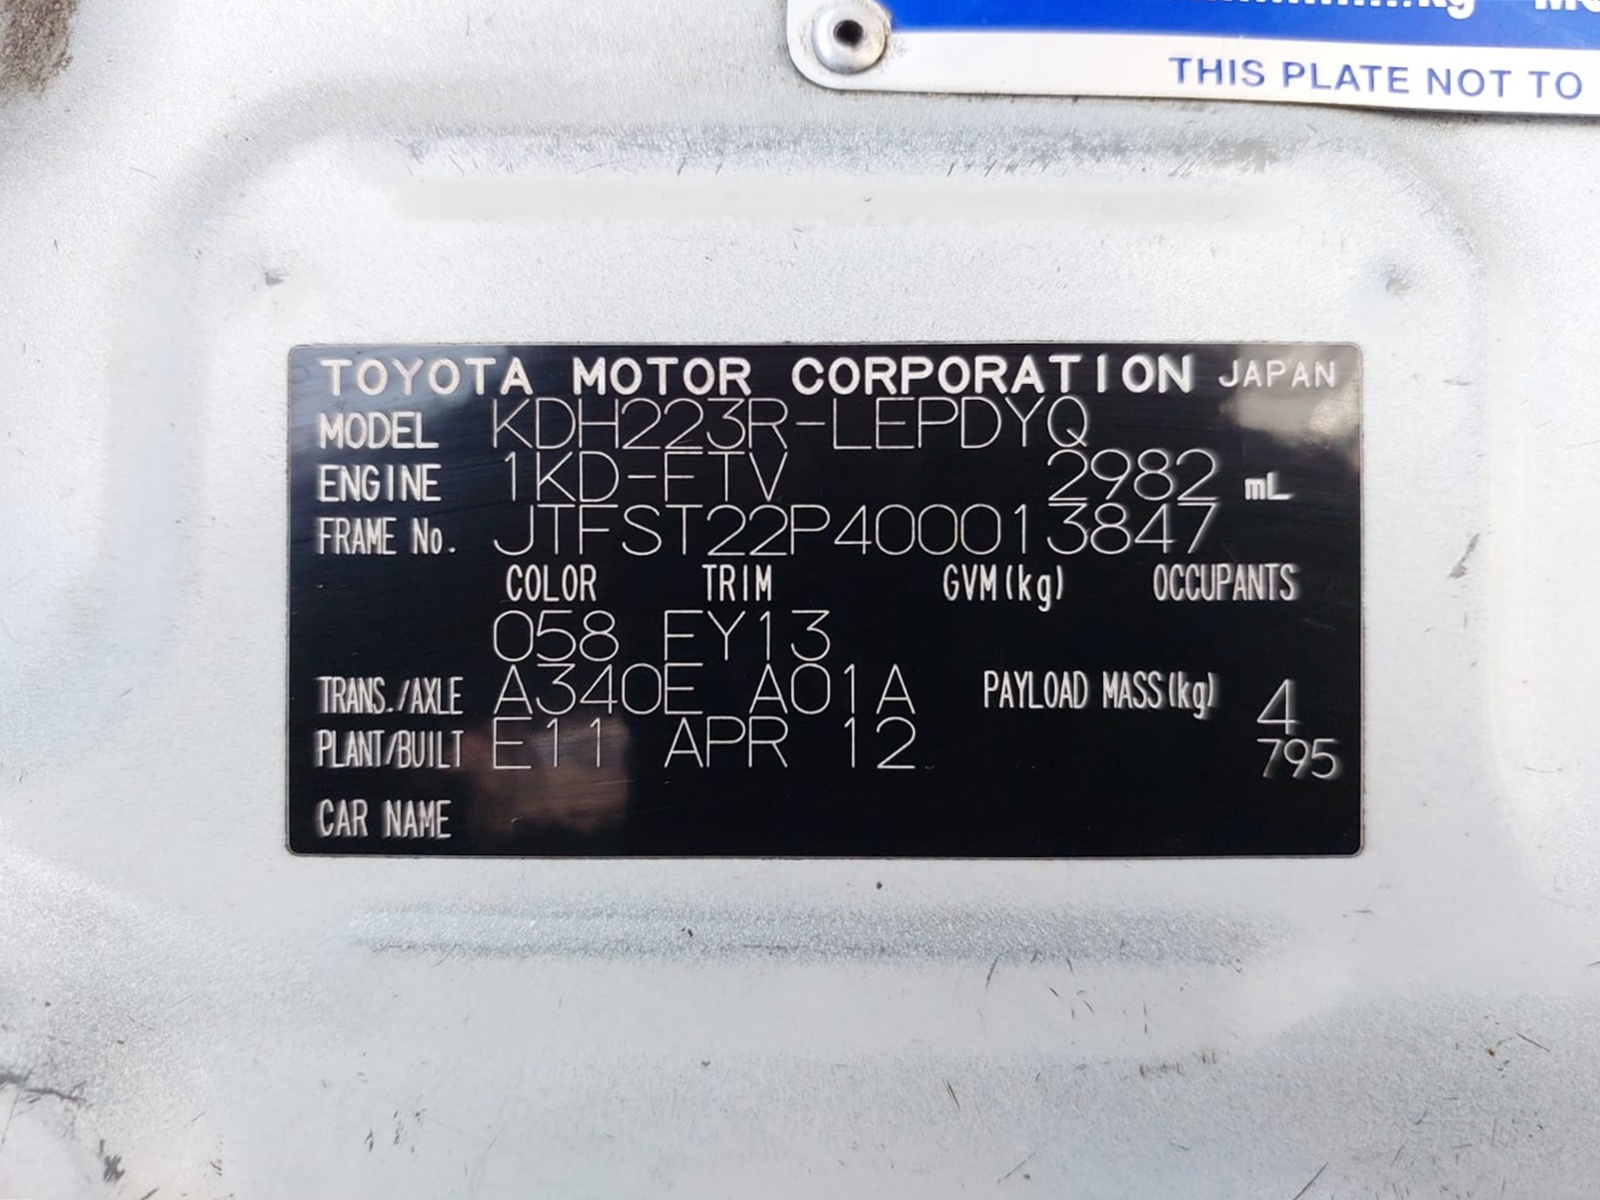 kg
THIS PLATE NOT TO
TOYOTA MOTOR CORPORATION JAPAN
MODEL KDH223R-LEPDYQ
ENGINE 1KD-FTV 2982 mL
FRAME No. JTFST22P400013847
COLOR TRIM GVM(kg) OCCUPANTS
058 FY13
TRANS./AXLE A340E A01A PAYLOAD MASS(kg) 4
PLANT/BUILT E11 APR 12 795
CAR NAME